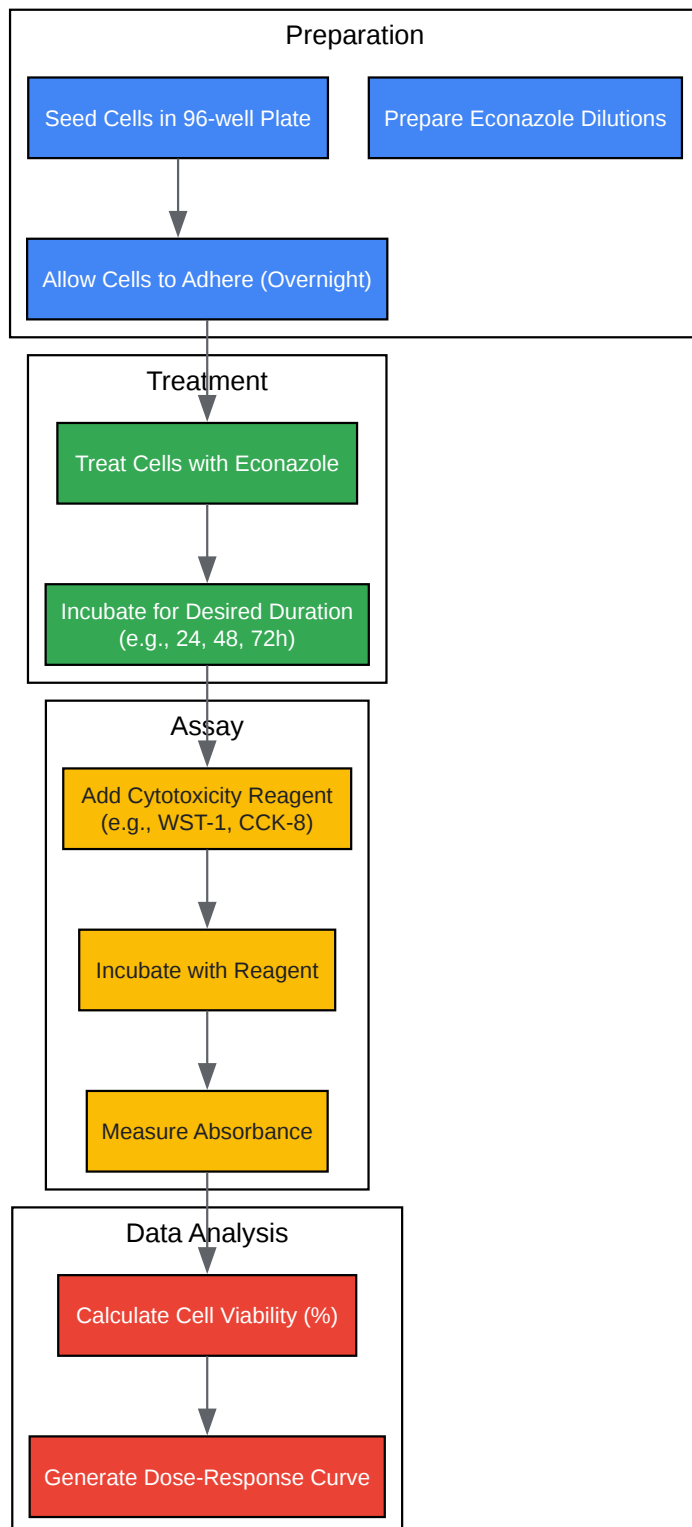 Preparation
Seed Cells in 96-well Plate
Prepare Econazole Dilutions
Allow Cells to Adhere (Overnight)
Treatment
Treat Cells with Econazole
Incubate for Desired Duration
(e.g., 24, 48, 72h)
Assay
Add Cytotoxicity Reagent
(e.g., WST-1, CCK-8)
Incubate with Reagent
Measure Absorbance
Data Analysis
Calculate Cell Viability (%)
Generate Dose-Response Curve